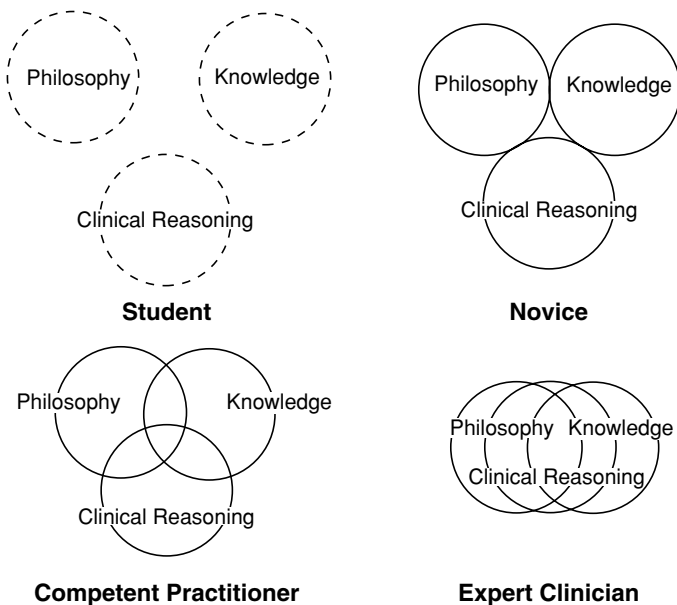 Philosophy
Knowledge
Clinical Reasoning
Student
Philosophy
Knowledge
Clinical Reasoning
Novice
Philosophy
Knowledge
Clinical Reasoning
Competent Practitioner
Philosophy
Knowledge
Clinical Reasoning
Expert Clinician